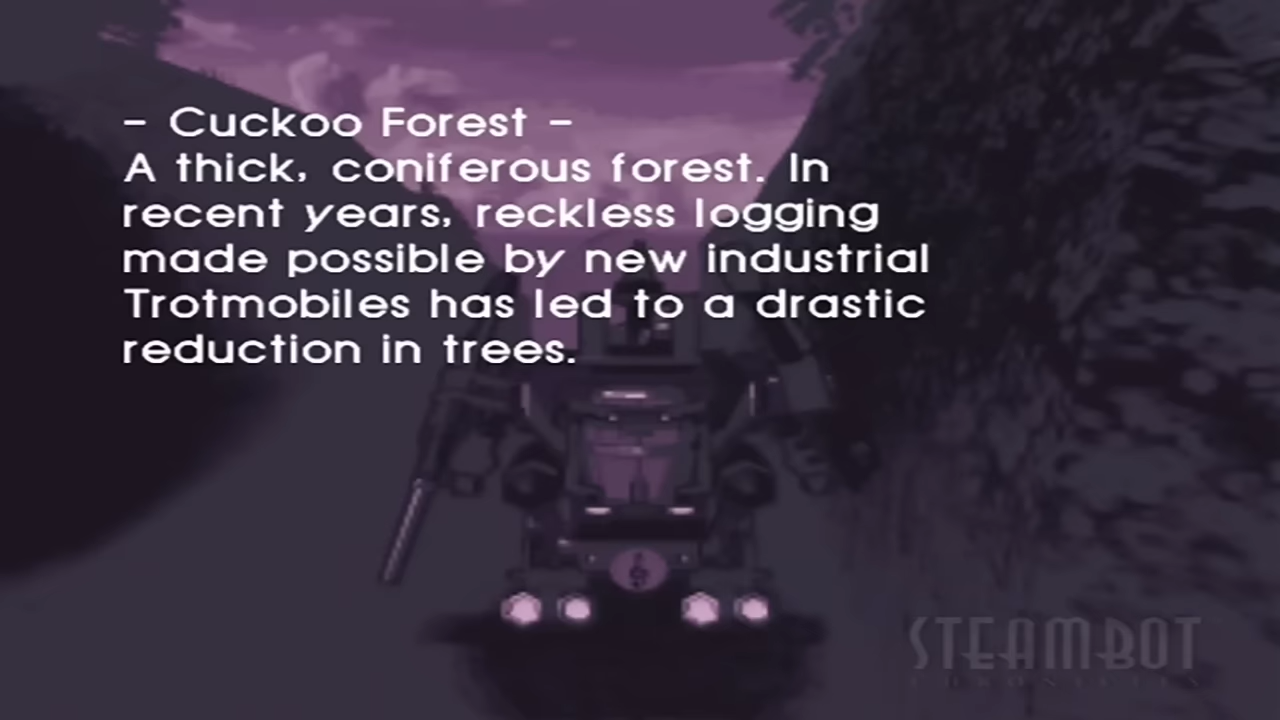 - Cuckoo Forest -
A thick, coniferous forest. In
recent years, reckless logging
made possible by new industrial
Trotmobiles has led to a drastic
reduction in trees.
STEAMBOT
CHRONICLES